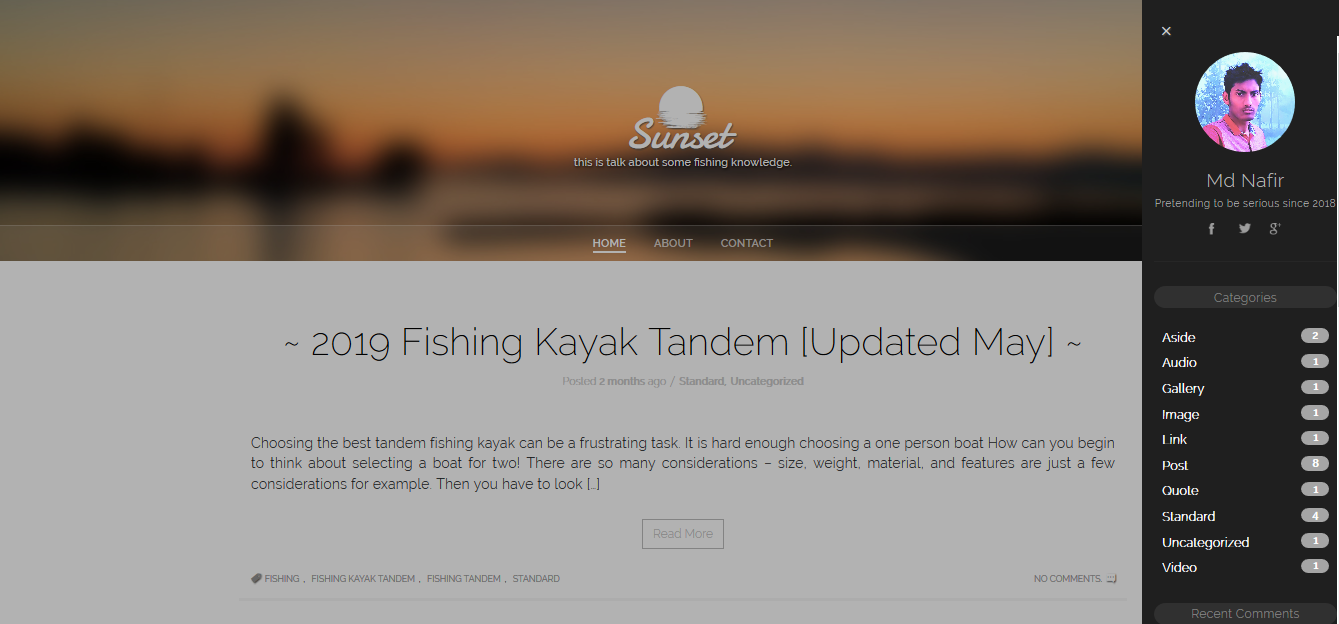 Sunset
this is talk about some fishing knowledge.
HOME ABOUT CONTACT
~ 2019 Fishing Kayak Tandem [Updated May] ~
Posted 2 months ago / Standard, Uncategorized
Choosing the best tandem fishing kayak can be a frustrating task. It is hard enough choosing a one person boat How can you begin
to think about selecting a boat for two! There are so many considerations – size, weight, material, and features are just a few
considerations for example. Then you have to look [...]
Read More
FISHING , FISHING KAYAK TANDEM , FISHING TANDEM , STANDARD
NO COMMENTS.
×
Md Nafir
Pretending to be serious since 2018
Categories
Aside 2
Audio 1
Gallery 1
Image 1
Link 1
Post 8
Quote 1
Standard 4
Uncategorized 1
Video 1
Recent Comments